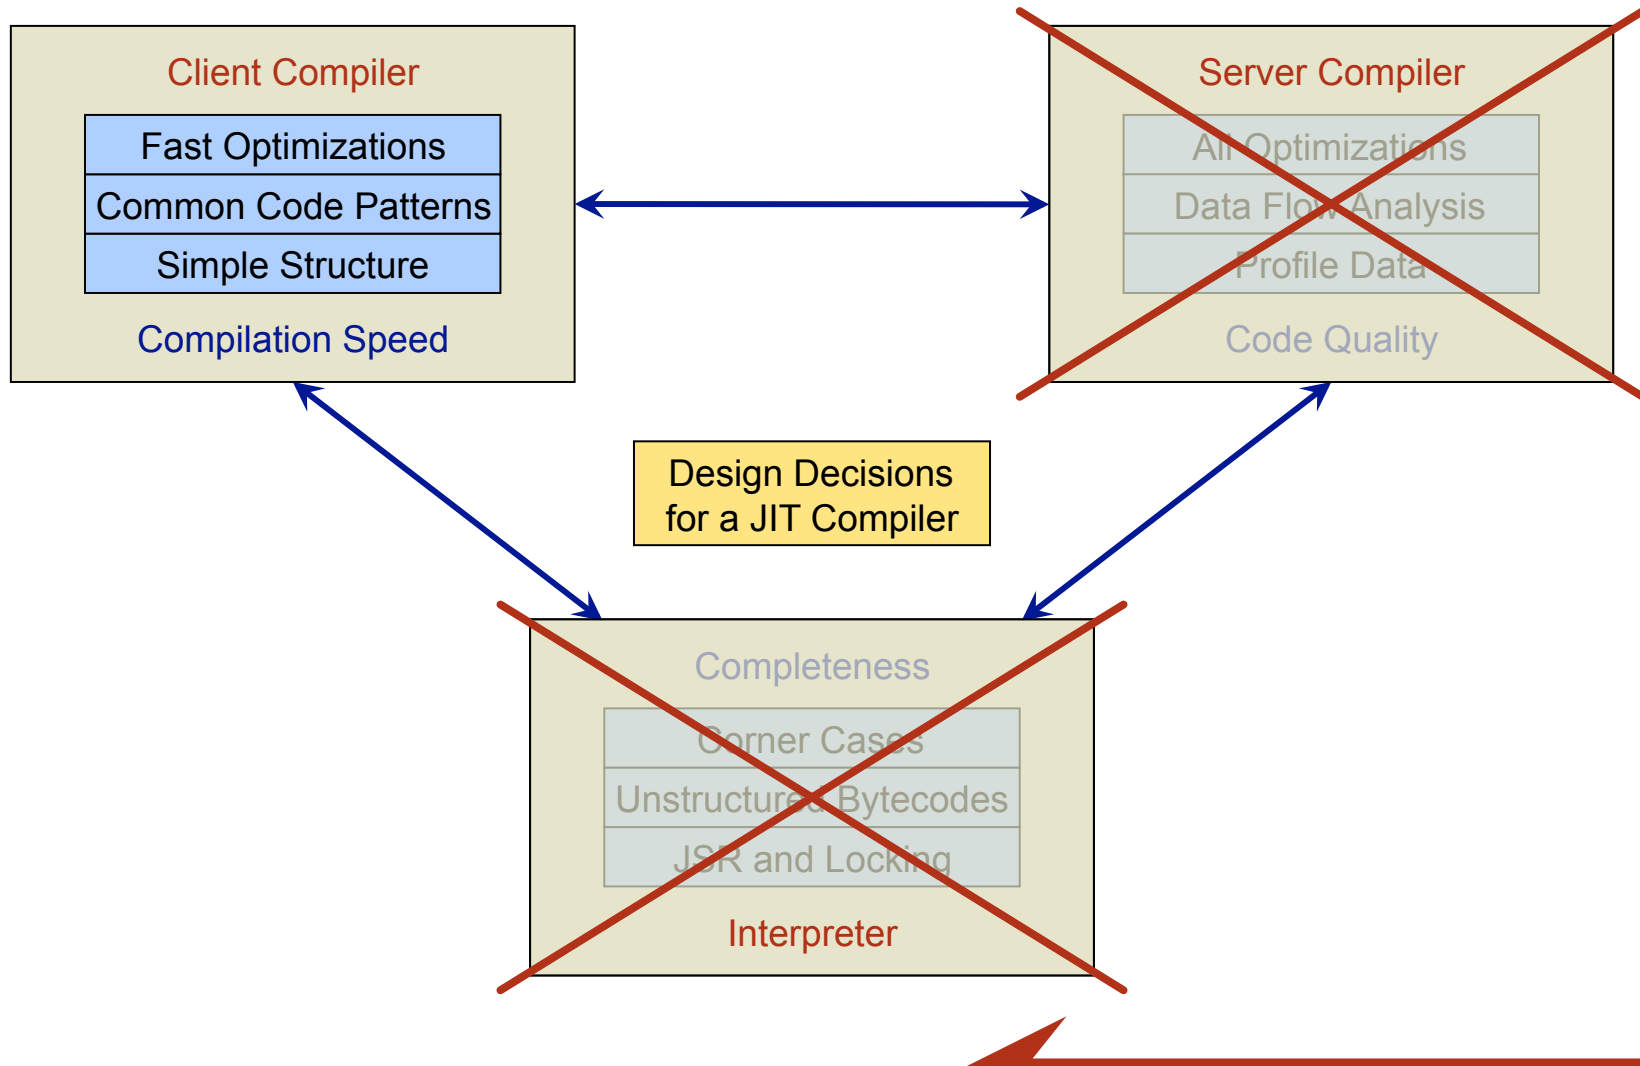 Client Compiler
Fast Optimizations
Common Code Patterns
Simple Structure
Compilation Speed
Server Compiler
All Optimizations
Data Flow Analysis
Profile Data
Code Quality
Design Decisions
for a JIT Compiler
Completeness
Corner Cases
Unstructured Bytecodes
JSR and Locking
Interpreter